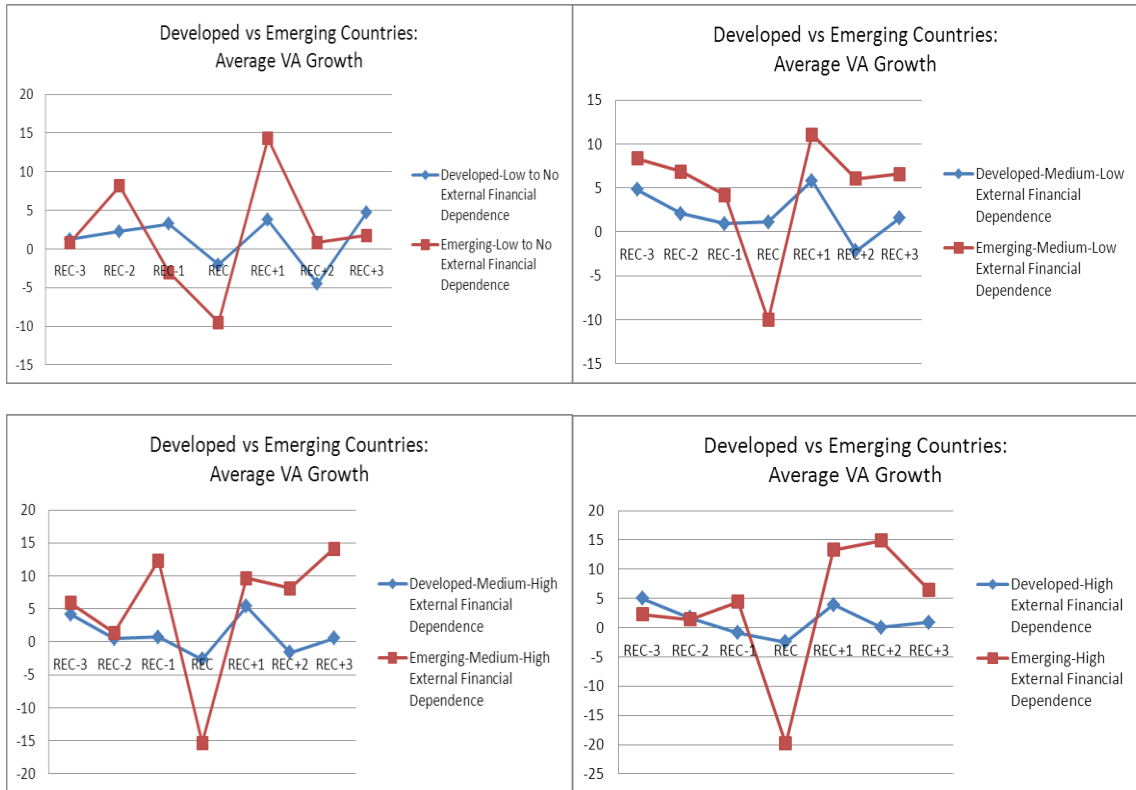 Developed vs Emerging Countries:
Average VA Growth
20
15
10
5
0
-5
-10
-15
REC-3
REC-2
REC-1
REC
REC+1
REC+2
REC+3
Developed-Low to No
External Financial
Dependence
Emerging-Low to No
External Financial
Dependence
Developed vs Emerging Countries:
Average VA Growth
15
10
5
0
-5
-10
-15
REC-3
REC-2
REC-1
REC
REC+1
REC+2
REC+3
Developed-Medium-Low
External Financial
Dependence
Emerging-Medium-Low
External Financial
Dependence
Developed vs Emerging Countries:
Average VA Growth
20
15
10
5
0
-5
-10
-15
-20
REC-3
REC-2
REC-1
REC
REC+1
REC+2
REC+3
Developed-Medium-High
External Financial
Dependence
Emerging-Medium-High
External Financial
Dependence
Developed vs Emerging Countries:
Average VA Growth
20
15
10
5
0
-5
-10
-15
-20
-25
REC-3
REC-2
REC-1
REC
REC+1
REC+2
REC+3
Developed-High
External Financial
Dependence
Emerging-High
External Financial
Dependence